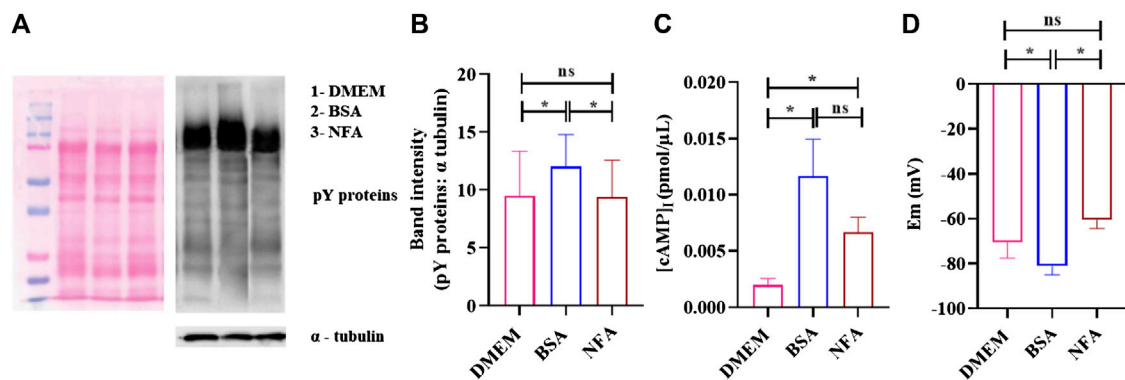 A
1- DMEM
2- BSA
3- NFA
pY proteins
α - tubulin
B
Band intensity
(pY proteins: α tubulin)
20
15
10
5
0
ns
*
*
DMEM
BSA
NFA
C
[cAMP]I (pmol/µL)
0.020
0.015
0.010
0.005
0.000
*
*
ns
DMEM
BSA
NFA
D
Em (mV)
0
-20
-40
-60
-80
-100
ns
*
*
DMEM
BSA
NFA